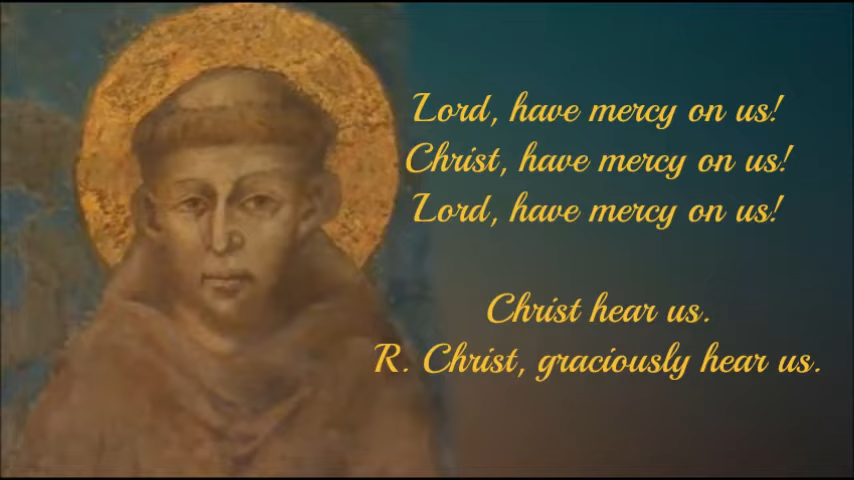 Lord, have mercy on us!
Christ, have mercy on us!
Lord, have mercy on us!
Christ hear us.
R. Christ, graciously hear us.